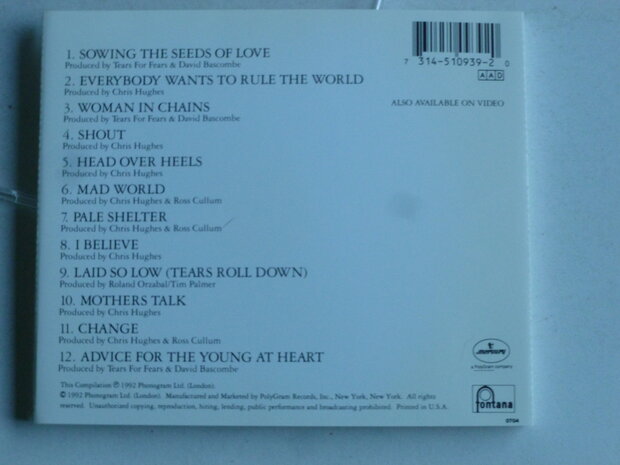 1. SOWING THE SEEDS OF LOVE
Produced by Tears For Fears & David Bascombe
2. EVERYBODY WANTS TO RULE THE WORLD
Produced by Chris Hughes
3. WOMAN IN CHAINS
Produced by Tears For Fears & David Bascombe
4. SHOUT
Produced by Chris Hughes
5. HEAD OVER HEELS
Produced by Chris Hughes
6. MAD WORLD
Produced by Chris Hughes & Ross Cullum
7. PALE SHELTER
Produced by Chris Hughes & Ross Cullum
8. I BELIEVE
Produced by Chris Hughes
9. LAID SO LOW (TEARS ROLL DOWN)
Produced by Roland Orzabal/Tim Palmer
10. MOTHERS TALK
Produced by Chris Hughes
11. CHANGE
Produced by Chris Hughes & Ross Cullum
12. ADVICE FOR THE YOUNG AT HEART
Produced by Tears For Fears & David Bascombe
This Compilation ℗ 1992 Phonogram Ltd. (London).
© 1992 Phonogram Ltd. (London). Manufactured and Marketed by PolyGram Records, Inc., New York, New York. All rights
reserved. Unauthorized copying, reproduction, hiring, lending, public performance and broadcasting prohibited. Printed in U.S.A.
7 314-510939-2 0
AAD
ALSO AVAILABLE ON VIDEO
mercury
a PolyGram company
fontana
0704